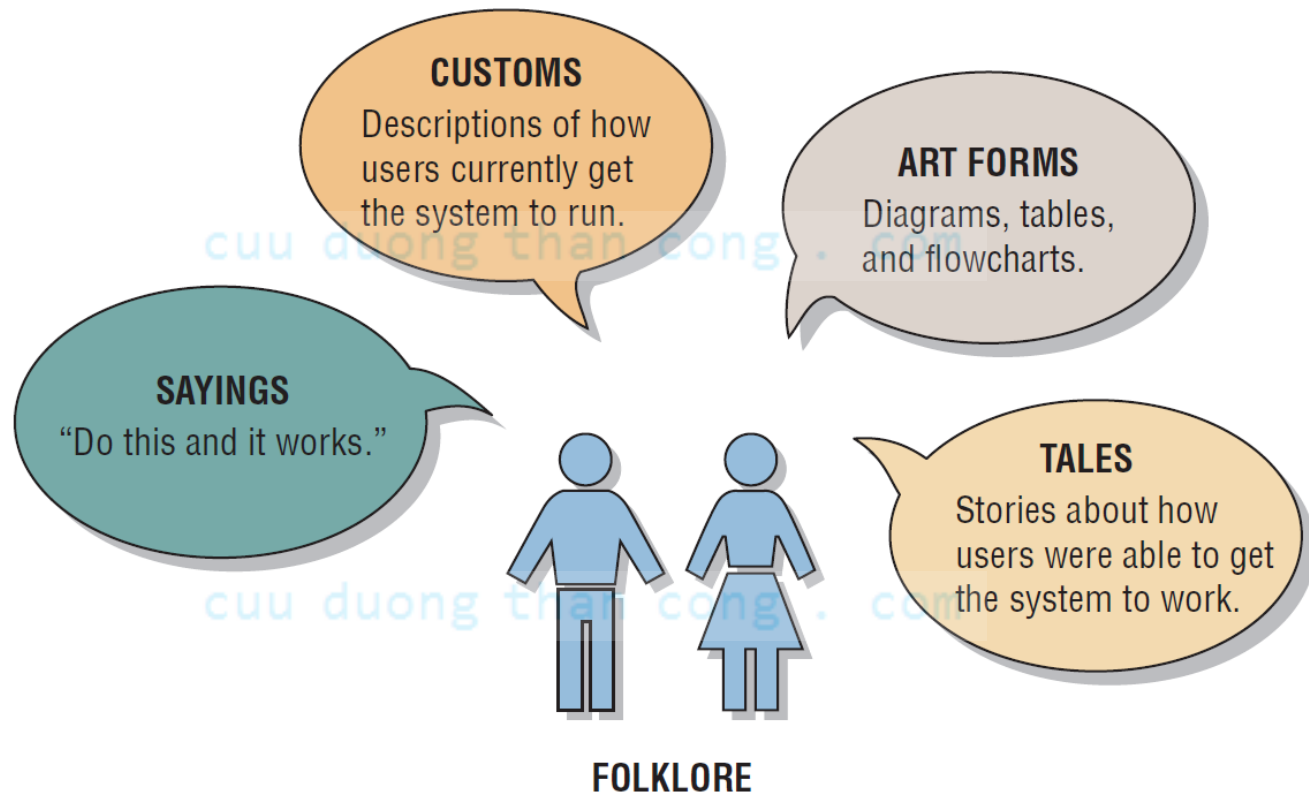 CUSTOMS
Descriptions of how
users currently get
the system to run.
ART FORMS
Diagrams, tables,
and flowcharts.
cuu duong than cong . com
SAYINGS
“Do this and it works.”
TALES
Stories about how
users were able to get
the system to work.
cuu duong than cong . com
FOLKLORE